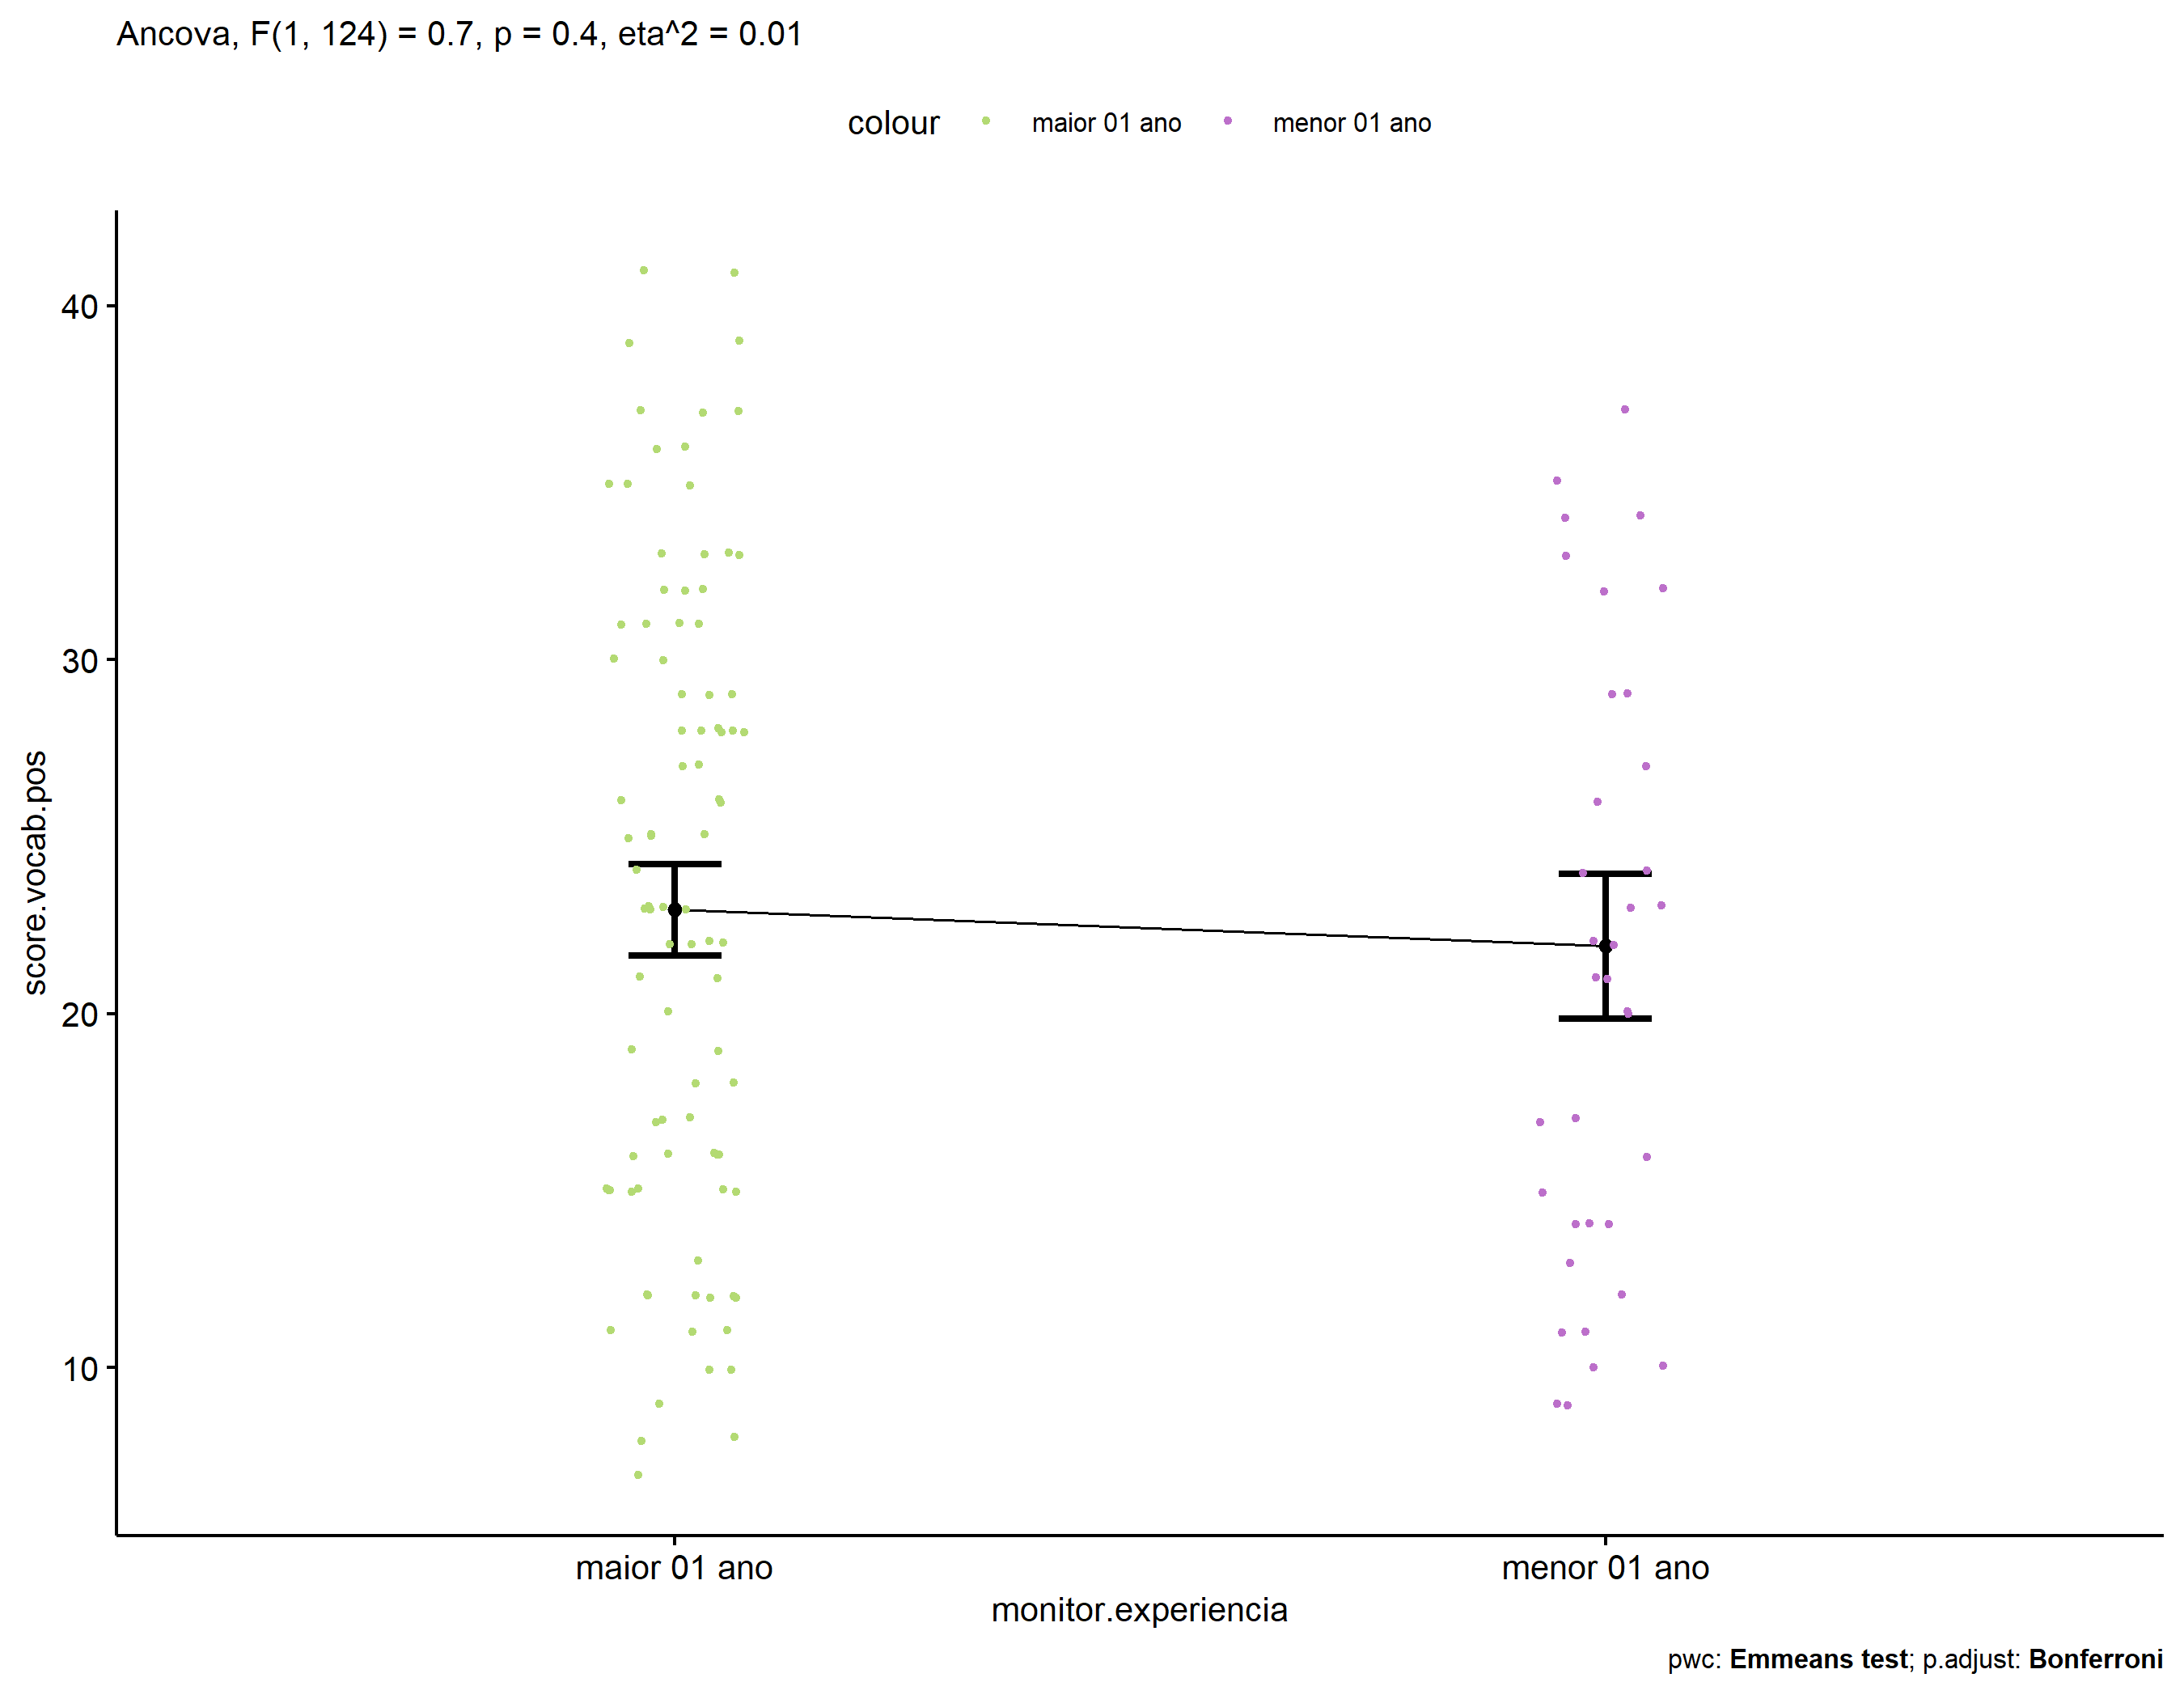 Ancova, F(1, 124) = 0.7, p = 0.4, eta^2 = 0.01
colour maior 01 ano menor 01 ano
score.vocab.pos
40
30
20
10
maior 01 ano menor 01 ano
monitor.experiencia
pwc: Emmeans test; p.adjust: Bonferroni